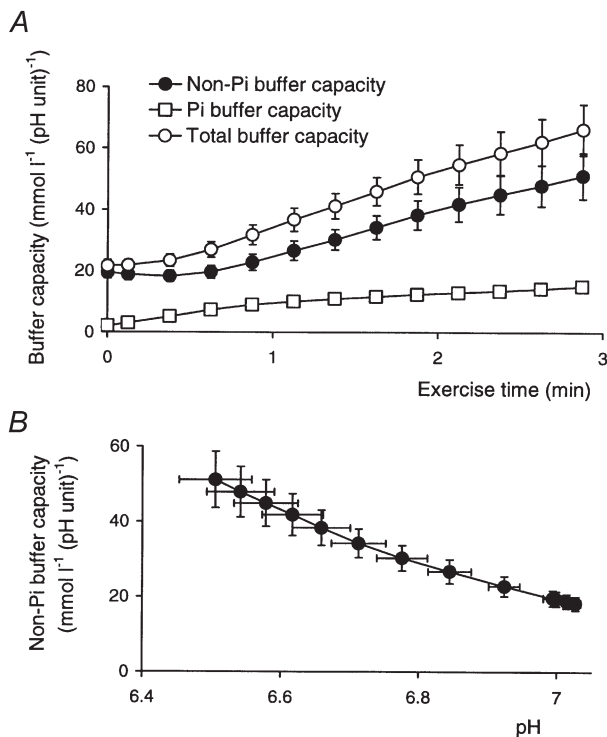 A
Buffer capacity (mmol l⁻¹ (pH unit)⁻¹)
80
60
40
20
0
Non-Pi buffer capacity
Pi buffer capacity
Total buffer capacity
0 1 2 3
Exercise time (min)
B
Non-Pi buffer capacity
(mmol l⁻¹ (pH unit)⁻¹)
60
40
20
0
6.4 6.6 6.8 7
pH